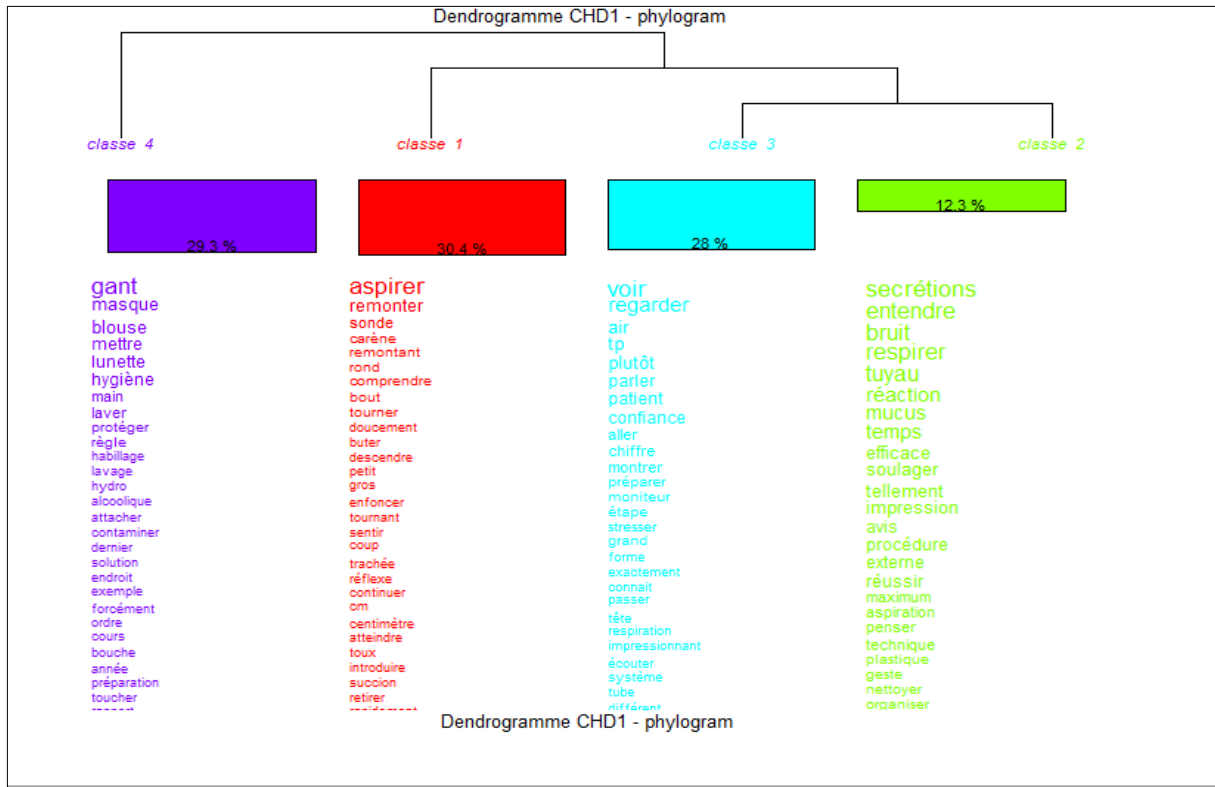 Dendrogramme CHD1 - phylogram
classe 4
classe 1
classe 3
classe 2
29.3 %
30.4 %
28 %
12.3 %
gant
masque
blouse
mettre
lunette
hygiène
main
laver
protéger
règle
habillage
lavage
hydro
alcoolique
attacher
contaminer
dernier
solution
endroit
exemple
forcément
ordre
cours
bouche
année
préparation
toucher
rapport
aspirer
remonter
sonde
carène
remontant
rond
comprendre
bout
tourner
doucement
buter
descendre
petit
gros
enfoncer
tournant
sentir
coup
trachée
réflexe
continuer
cm
centimètre
atteindre
toux
introduire
succion
retirer
rapidement
voir
regarder
air
tp
plutôt
parler
patient
confiance
aller
chiffre
montrer
préparer
moniteur
étape
stresser
grand
forme
exactement
connait
passer
tête
respiration
impressionnant
écouter
système
tube
différent
secrétions
entendre
bruit
respirer
tuyau
réaction
mucus
temps
efficace
soulager
tellement
impression
avis
procédure
externe
réussir
maximum
aspiration
penser
technique
plastique
geste
nettoyer
organiser
Dendrogramme CHD1 - phylogram